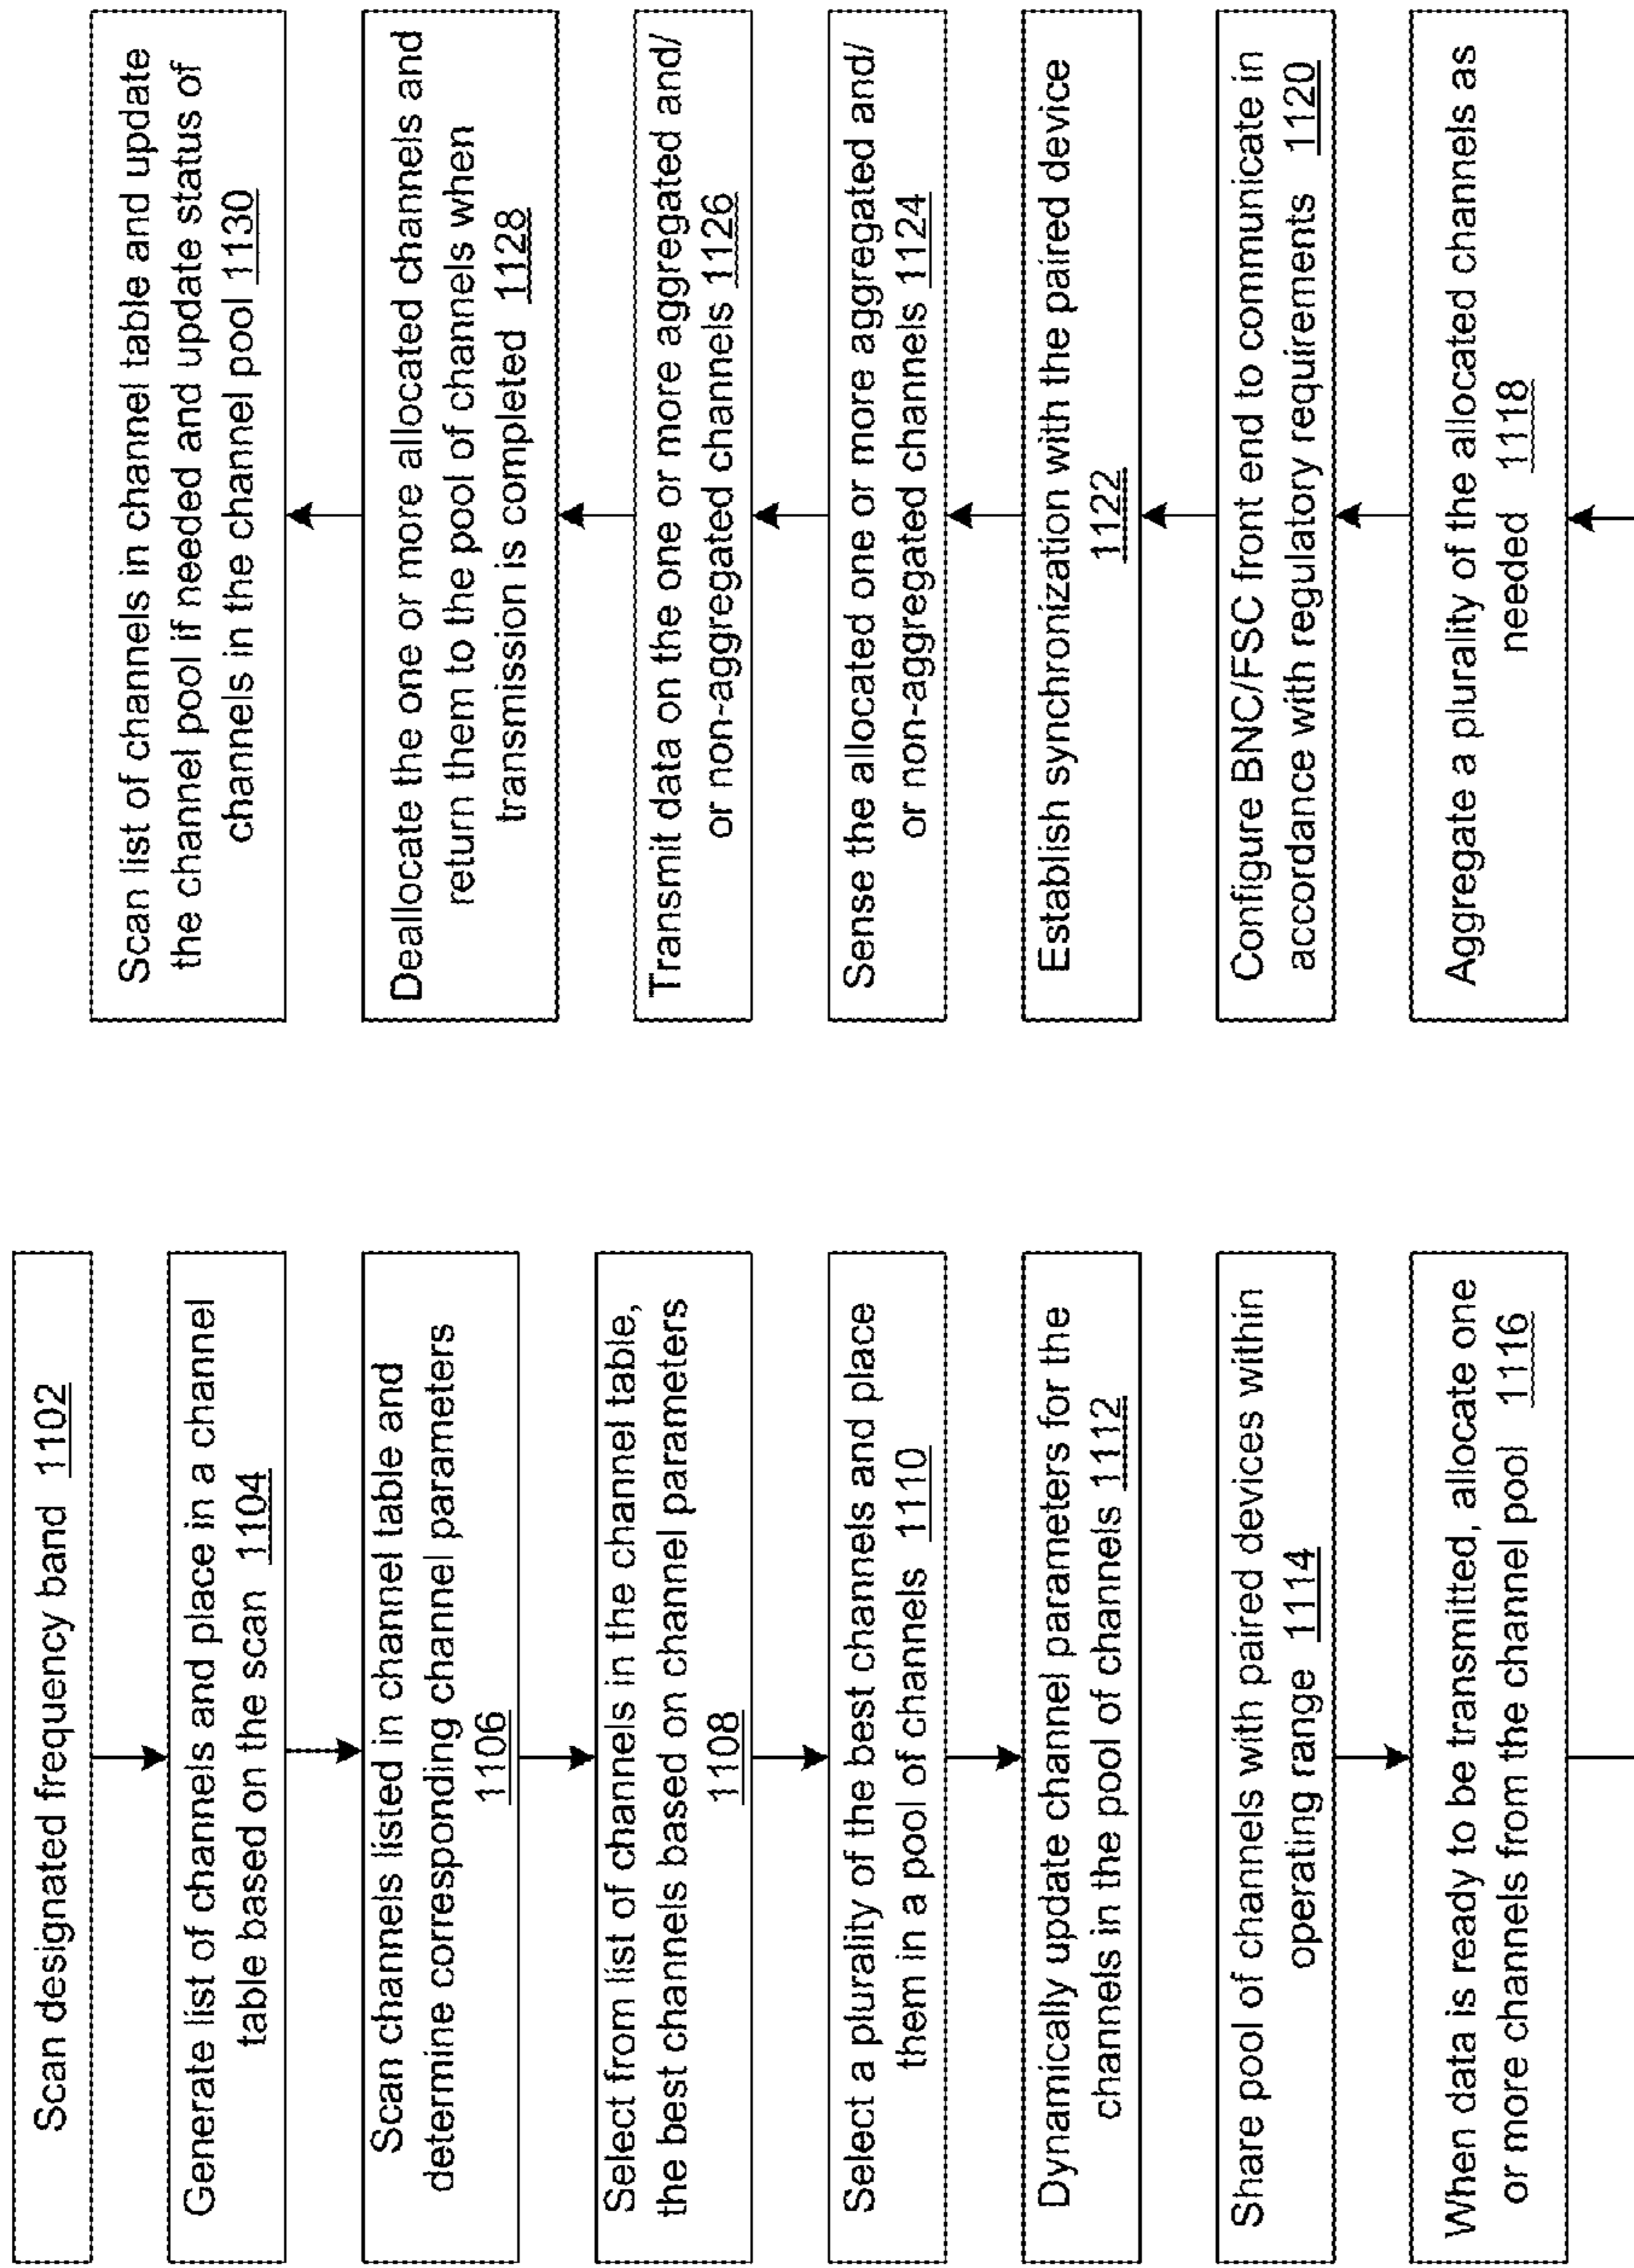 Scan designated frequency band 1102
Generate list of channels and place in a channel
table based on the scan 1104
Scan channels listed in channel table and
determine corresponding channel parameters
1106
Select from list of channels in the channel table,
the best channels based on channel parameters
1108
Select a plurality of the best channels and place
them in a pool of channels 1110
Dynamically update channel parameters for the
channels in the pool of channels 1112
Share pool of channels with paired devices within
operating range 1114
When data is ready to be transmitted, allocate one
or more channels from the channel pool 1116
Aggregate a plurality of the allocated channels as
needed 1118
Configure BNC/FSC front end to communicate in
accordance with regulatory requirements 1120
Establish synchronization with the paired device
1122
Sense the allocated one or more aggregated and/
or non-aggregated channels 1124
Transmit data on the one or more aggregated and/
or non-aggregated channels 1126
Deallocate the one or more allocated channels and
return them to the pool of channels when
transmission is completed 1128
Scan list of channels in channel table and update
the channel pool if needed and update status of
channels in the channel pool 1130